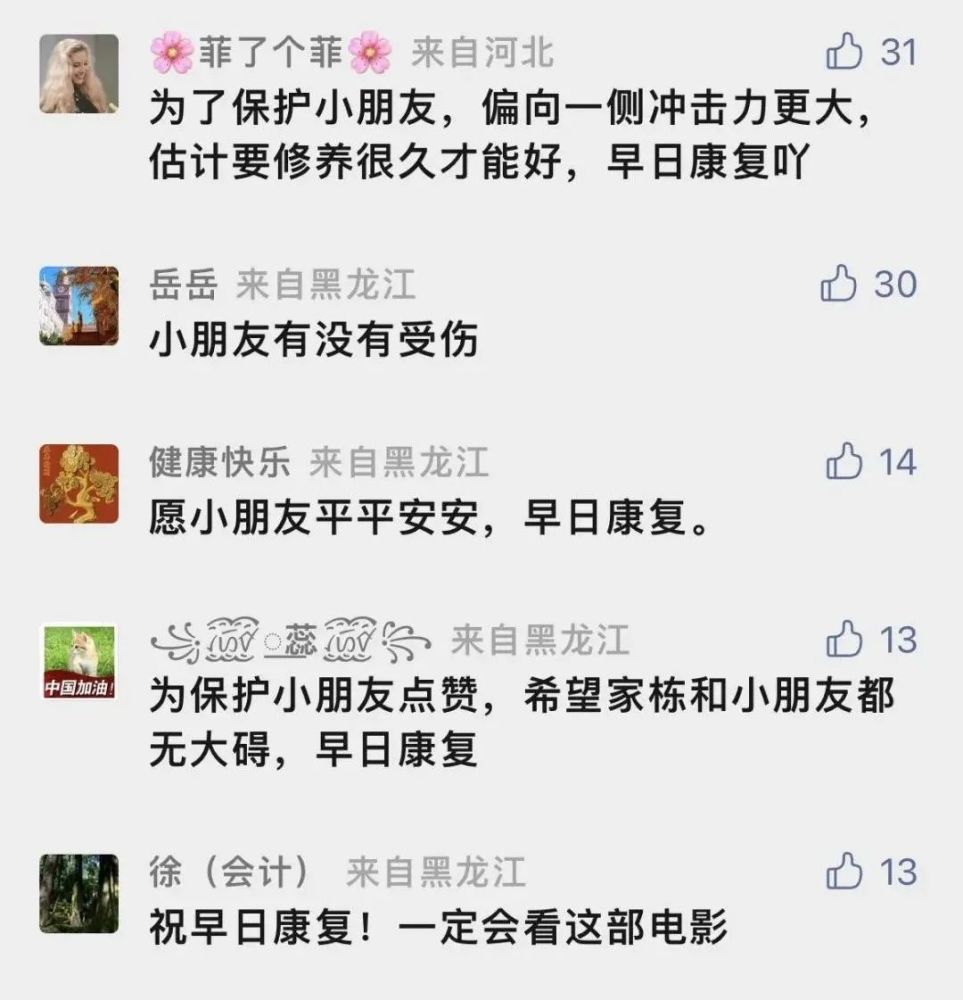 🌸菲了个菲🌸 来自河北 31
为了保护小朋友，偏向一侧冲击力更大，
估计要修养很久才能好，早日康复吖
岳岳 来自黑龙江 30
小朋友有没有受伤
健康快乐 来自黑龙江 14
愿小朋友平平安安，早日康复。
蕊 来自黑龙江 13
中国加油!
为保护小朋友点赞，希望家栋和小朋友都
无大碍，早日康复
徐（会计） 来自黑龙江 13
祝早日康复！一定会看这部电影